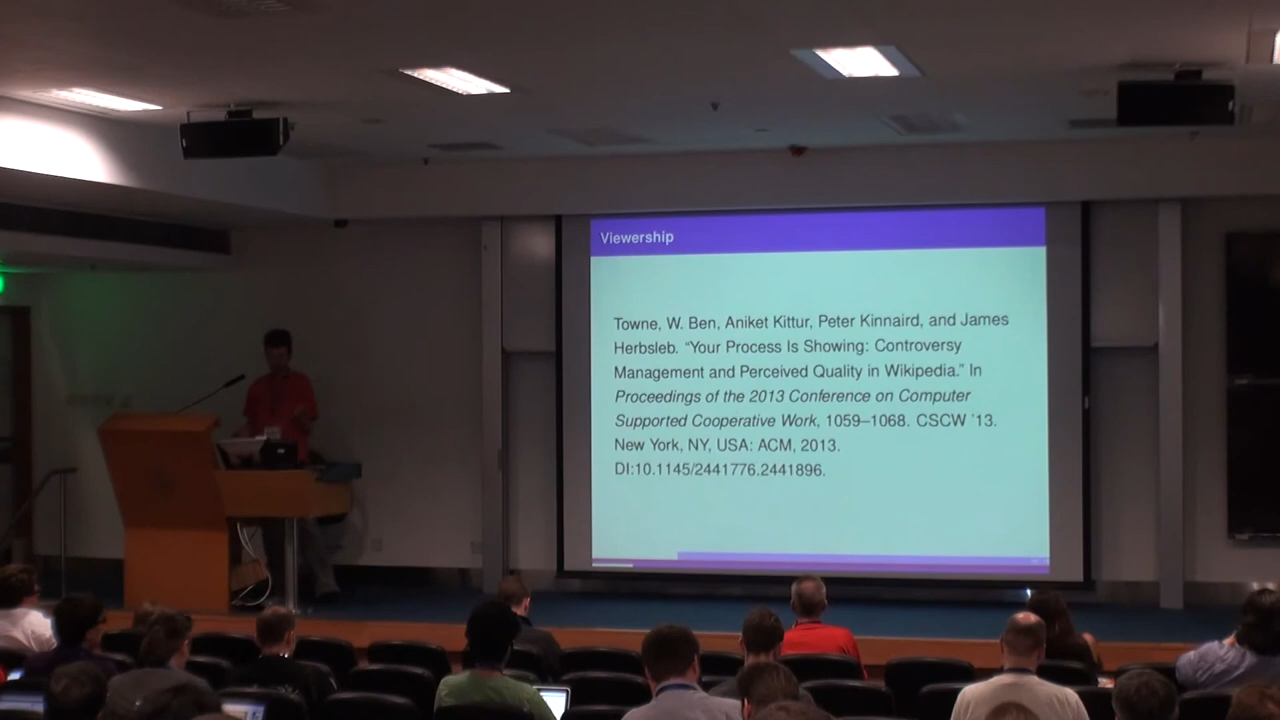 Viewership
Towne, W. Ben, Aniket Kittur, Peter Kinnaird, and James
Herbsleb. “Your Process Is Showing: Controversy
Management and Perceived Quality in Wikipedia.” In
Proceedings of the 2013 Conference on Computer
Supported Cooperative Work, 1059–1068. CSCW ’13.
New York, NY, USA: ACM, 2013.
DI:10.1145/2441776.2441896.